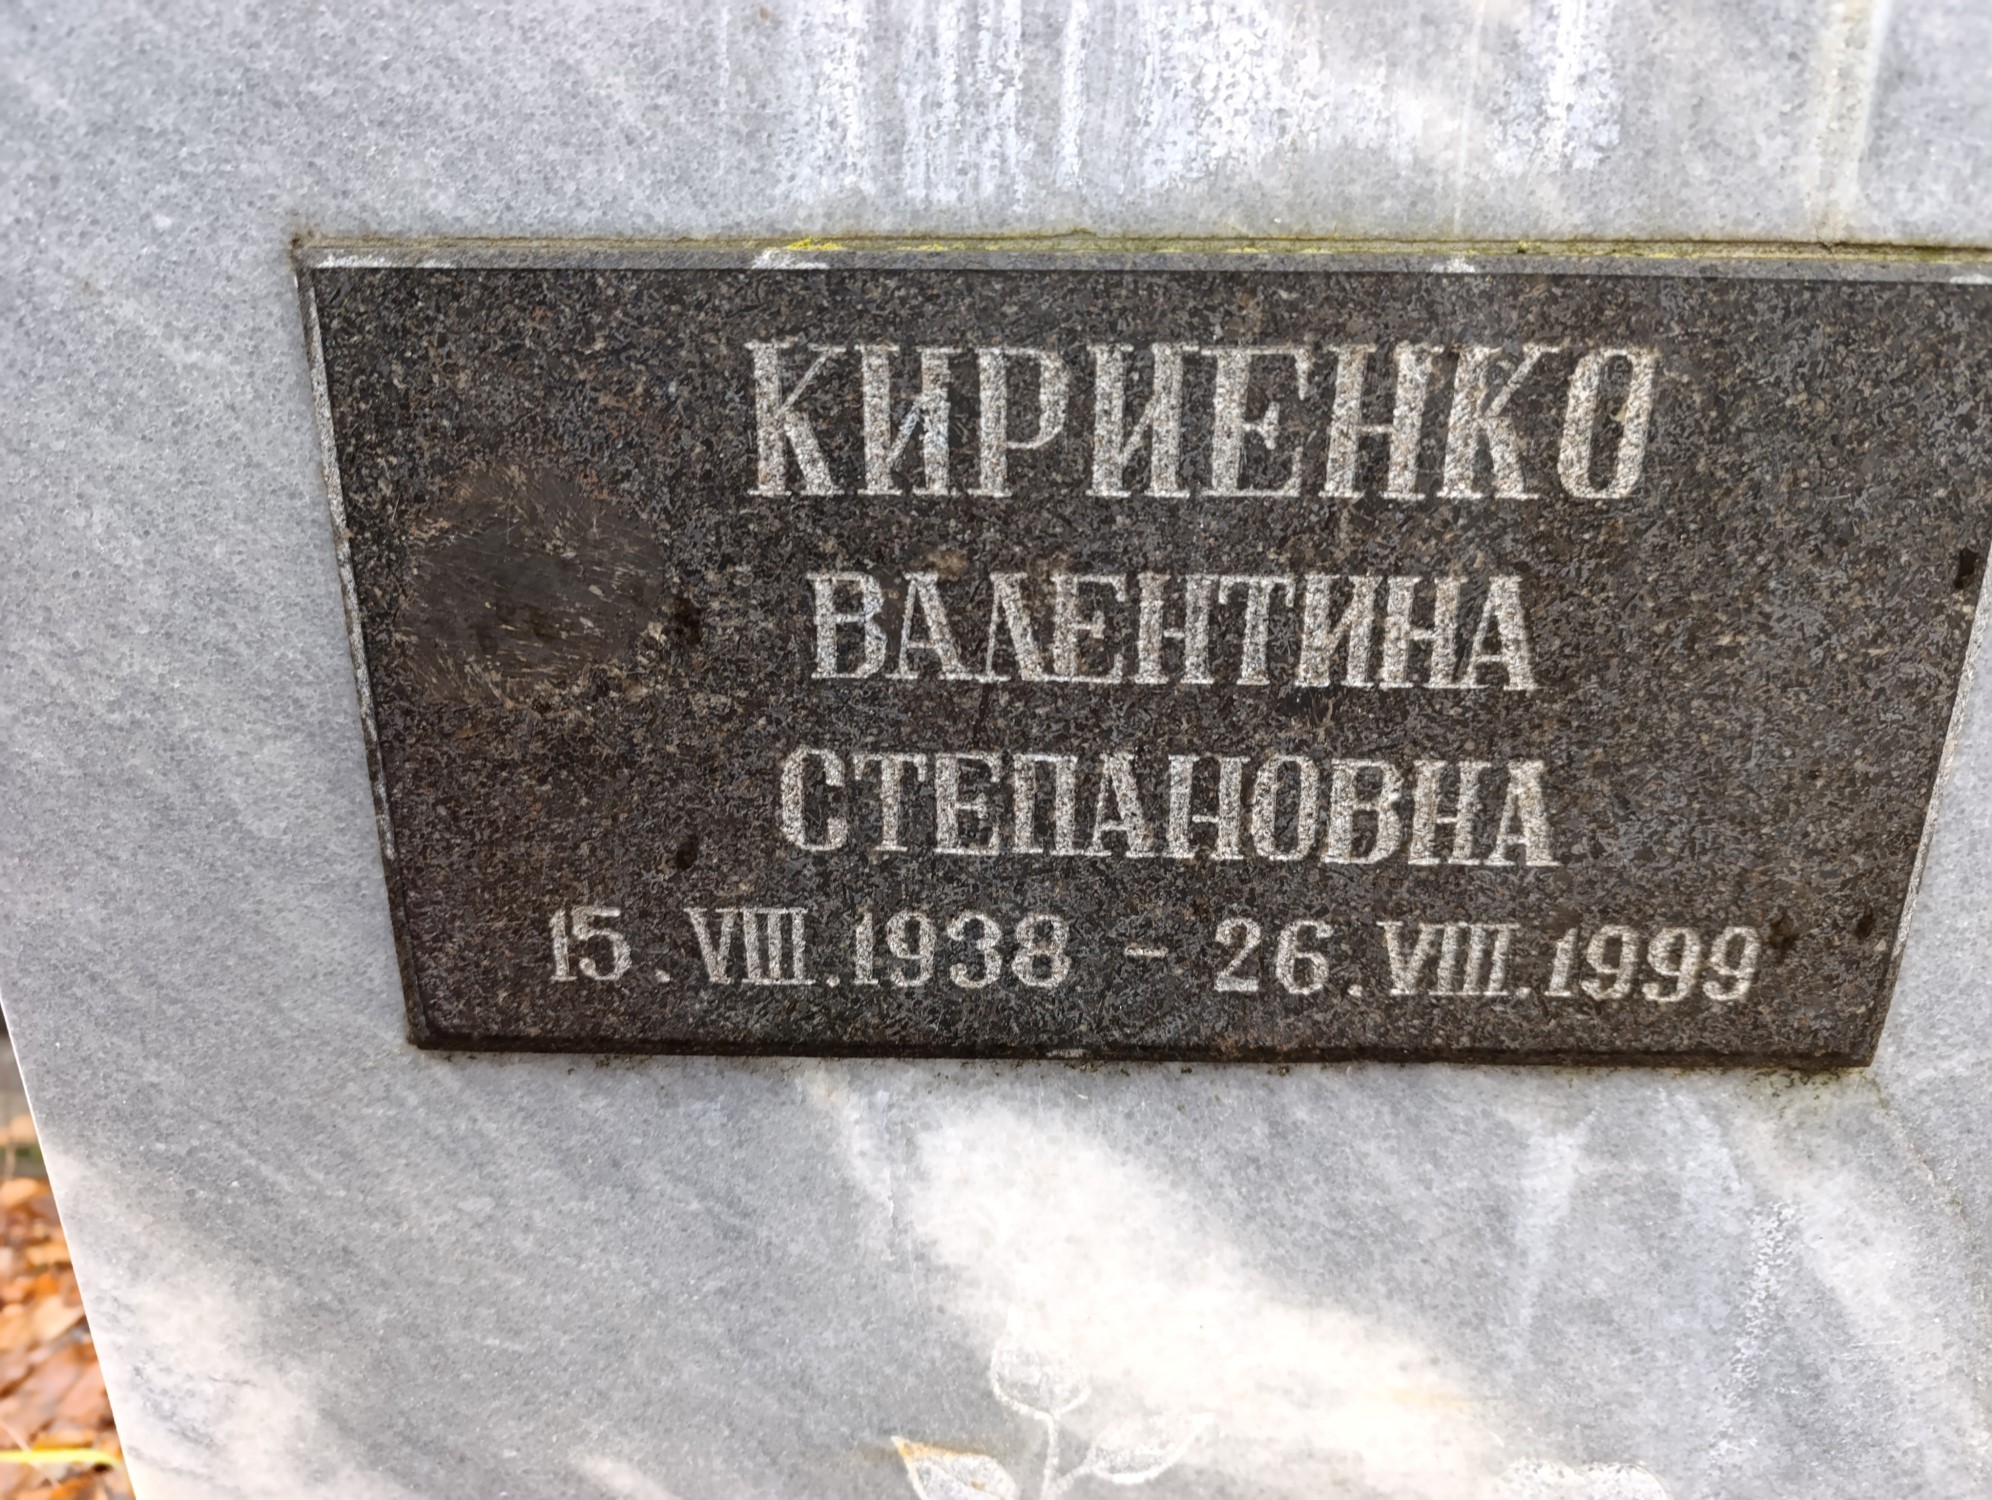 КИРИЕНКО
ВАЛЕНТИНА
СТЕПАНОВНА
15.VIII.1938 - 26.VIII.1999